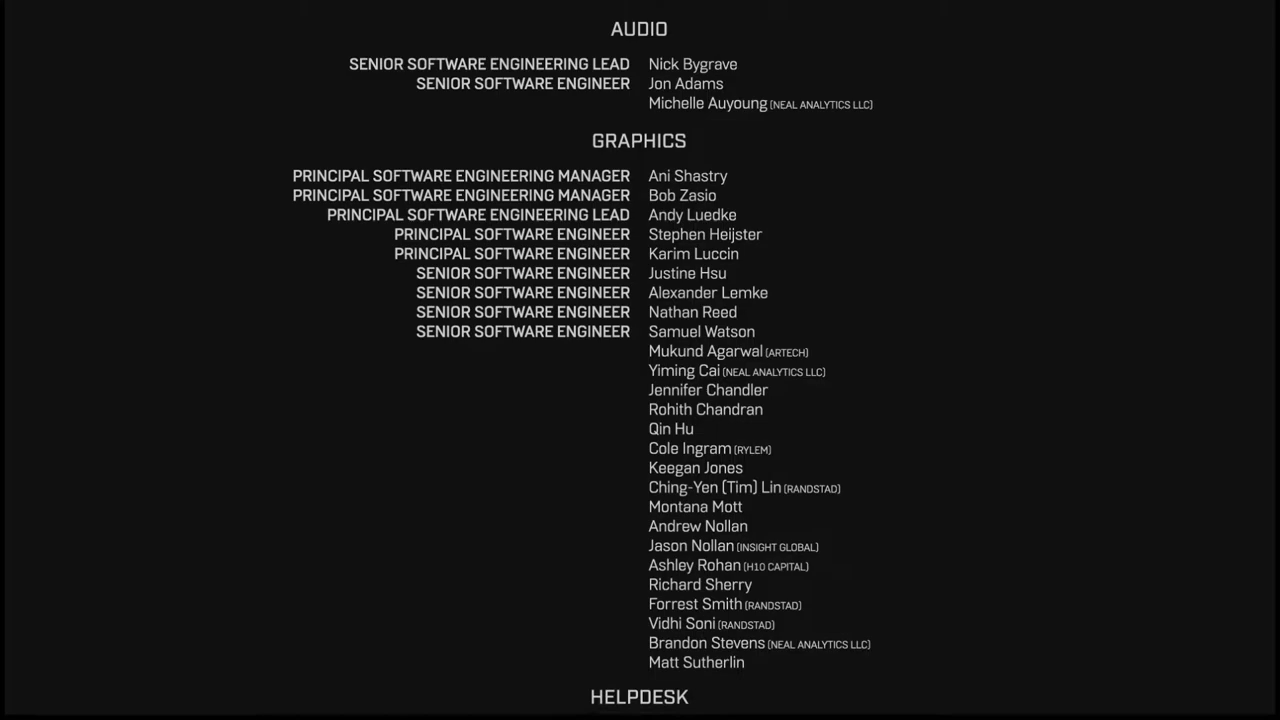 AUDIO
SENIOR SOFTWARE ENGINEERING LEAD Nick Bygrave
SENIOR SOFTWARE ENGINEER Jon Adams
Michelle Auyoung (NEAL ANALYTICS LLC)
GRAPHICS
PRINCIPAL SOFTWARE ENGINEERING MANAGER Ani Shastry
PRINCIPAL SOFTWARE ENGINEERING MANAGER Bob Zasio
PRINCIPAL SOFTWARE ENGINEERING LEAD Andy Luedke
PRINCIPAL SOFTWARE ENGINEER Stephen Heijster
PRINCIPAL SOFTWARE ENGINEER Karim Luccin
SENIOR SOFTWARE ENGINEER Justine Hsu
SENIOR SOFTWARE ENGINEER Alexander Lemke
SENIOR SOFTWARE ENGINEER Nathan Reed
SENIOR SOFTWARE ENGINEER Samuel Watson
Mukund Agarwal (ARTECH)
Yiming Cai (NEAL ANALYTICS LLC)
Jennifer Chandler
Rohith Chandran
Qin Hu
Cole Ingram (RYLEM)
Keegan Jones
Ching-Yen (Tim) Lin (RANDSTAD)
Montana Mott
Andrew Nollan
Jason Nollan (INSIGHT GLOBAL)
Ashley Rohan (H10 CAPITAL)
Richard Sherry
Forrest Smith (RANDSTAD)
Vidhi Soni (RANDSTAD)
Brandon Stevens (NEAL ANALYTICS LLC)
Matt Sutherlin
HELPDESK